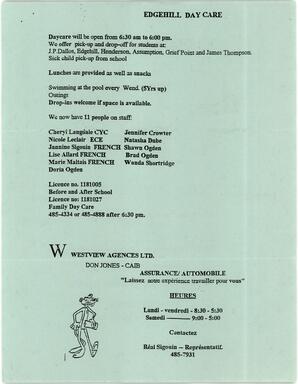 EDGEHILL DAY CARE
Daycare will be open from 6:30 am to 6:00 pm.
We offer pick-up and drop-off for students at:
J.P.Dallos, Edgehill, Henderson, Assumption, Grief Point and James Thompson.
Sick child pick-up from school
Lunches are provided as well as snacks
Swimming at the pool every Wend. (5Yrs up)
Outings
Drop-ins welcome if space is available.
We now have 11 people on staff:
Cheryl Langdale CYC Jennifer Crowter
Nicole Leclair ECE Natasha Dube
Jannine Sigouin FRENCH Shawn Ogden
Lise Allard FRENCH Brad Ogden
Marie Maltais FRENCH Wanda Shortridge
Doris Ogden
Licence no. 1181005
Before and After School
Licence no: 1181027
Family Day Care
485-4334 or 485-4888 after 6:30 pm.
W WESTVIEW AGENCES LTD.
DON JONES - CAIB
ASSURANCE/ AUTOMOBILE
"Laissez notre expérience travailler pour vous"
HEURES
Lundi - vendredi - 8:30 - 5:30
Samedi ——— 9:00 - 5:00
Contactez
Réal Sigouin — Représentatif.
485-7931